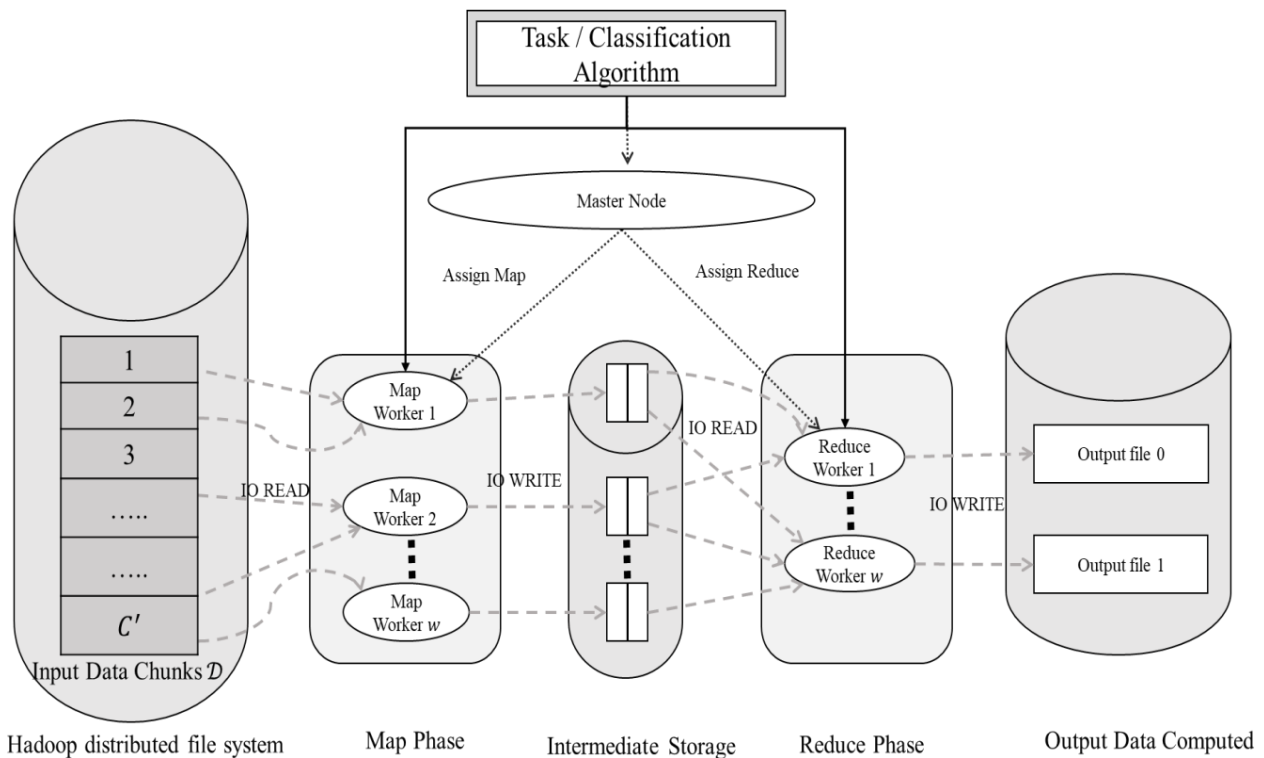 Task / Classification
Algorithm
Master Node
Assign Map
Assign Reduce
1
2
3
…..
…..
C′
Input Data Chunks 𝒟
IO READ
Map
Worker 1
Map
Worker 2
Map
Worker w
IO WRITE
IO READ
Reduce
Worker 1
Reduce
Worker w
IO WRITE
Output file 0
Output file 1
Hadoop distributed file system
Map Phase
Intermediate Storage
Reduce Phase
Output Data Computed